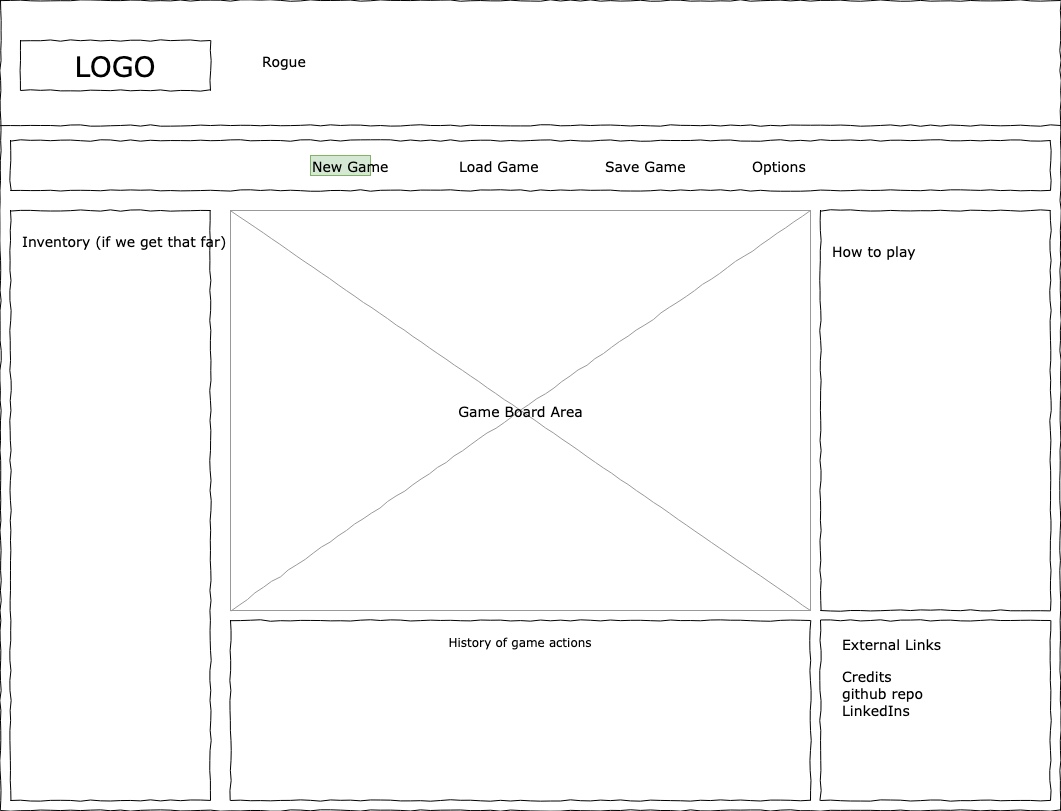 LOGO
Rogue
New Game
Load Game
Save Game
Options
Inventory (if we get that far)
Game Board Area
How to play
History of game actions
External Links
Credits
github repo
LinkedIns